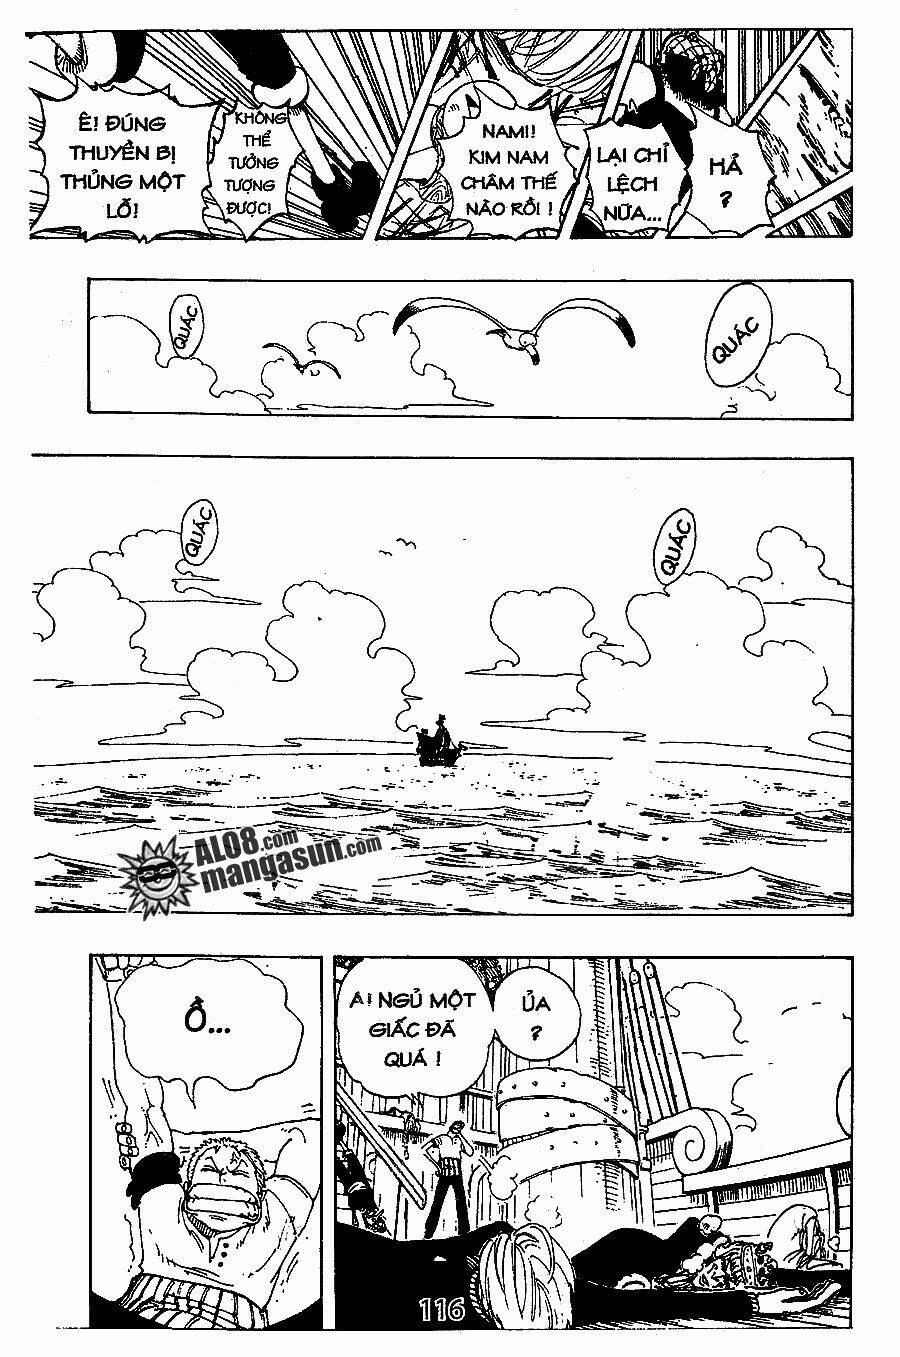 HẢ
?
LẠI CHỈ
LỆCH
NỮA...
NAMI!
KIM NAM
CHÂM THẾ
NÀO RỒI !
KHÔNG
THỂ
TƯỞNG
TƯỢNG
ĐƯỢC!
Ê! ĐÚNG
THUYỀN BỊ
THỦNG MỘT
LỖ!
QUÁC
QUÁC
QUÁC
QUÁC
AL08.com
mangasun.com
ỦA
?
A! NGỦ MỘT
GIẤC ĐÃ
QUÁ !
Ồ...
116